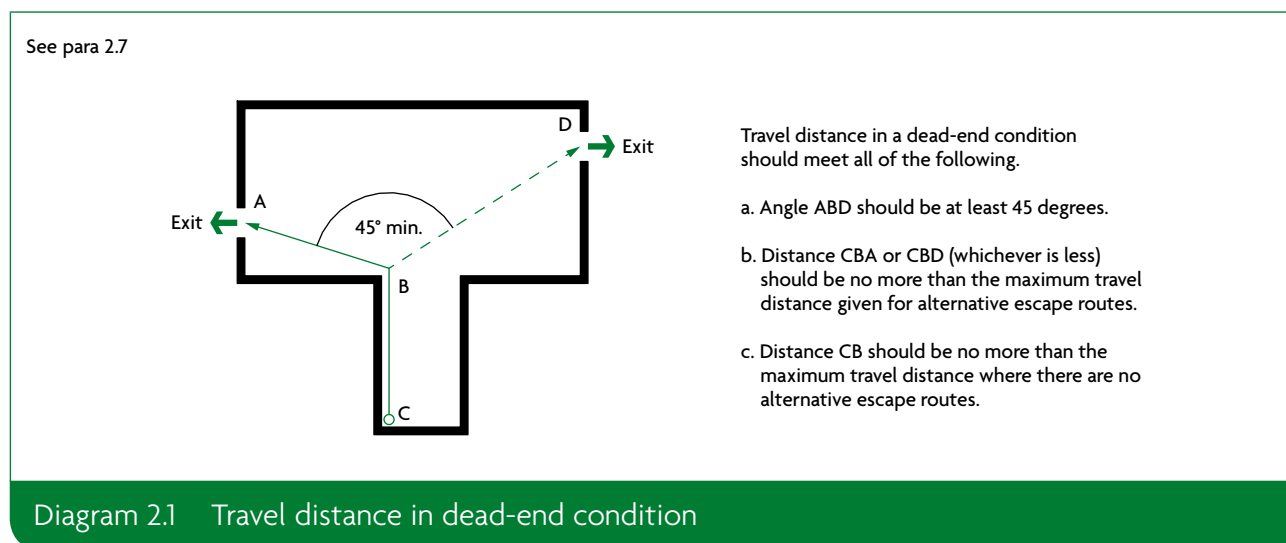 See para 2.7
D
Exit
A
Exit
45° min.
B
C
Travel distance in a dead-end condition
should meet all of the following.
a. Angle ABD should be at least 45 degrees.
b. Distance CBA or CBD (whichever is less)
should be no more than the maximum travel
distance given for alternative escape routes.
c. Distance CB should be no more than the
maximum travel distance where there are no
alternative escape routes.
Diagram 2.1 Travel distance in dead-end condition